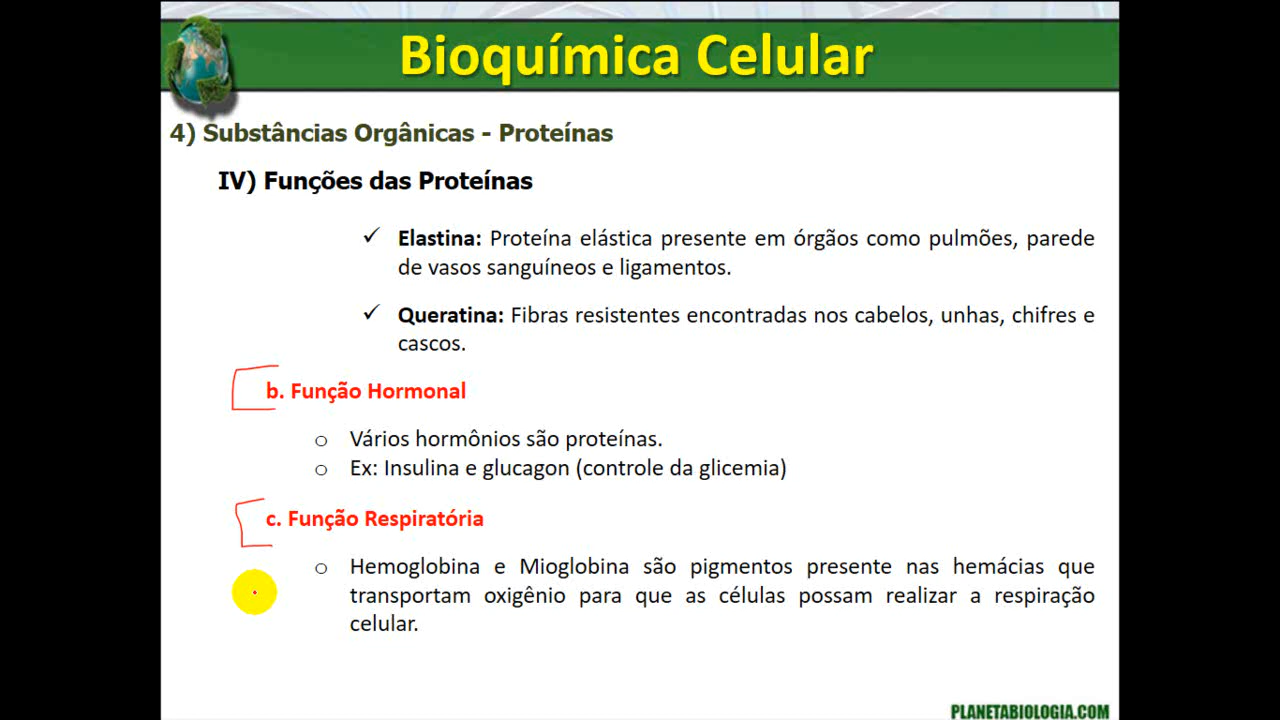 Bioquímica Celular
4) Substâncias Orgânicas - Proteínas
IV) Funções das Proteínas
✓ Elastina: Proteína elástica presente em órgãos como pulmões, parede
de vasos sanguíneos e ligamentos.
✓ Queratina: Fibras resistentes encontradas nos cabelos, unhas, chifres e
cascos.
b. Função Hormonal
o Vários hormônios são proteínas.
o Ex: Insulina e glucagon (controle da glicemia)
c. Função Respiratória
o Hemoglobina e Mioglobina são pigmentos presente nas hemácias que
transportam oxigênio para que as células possam realizar a respiração
celular.
PLANETABIOLOGIA.COM